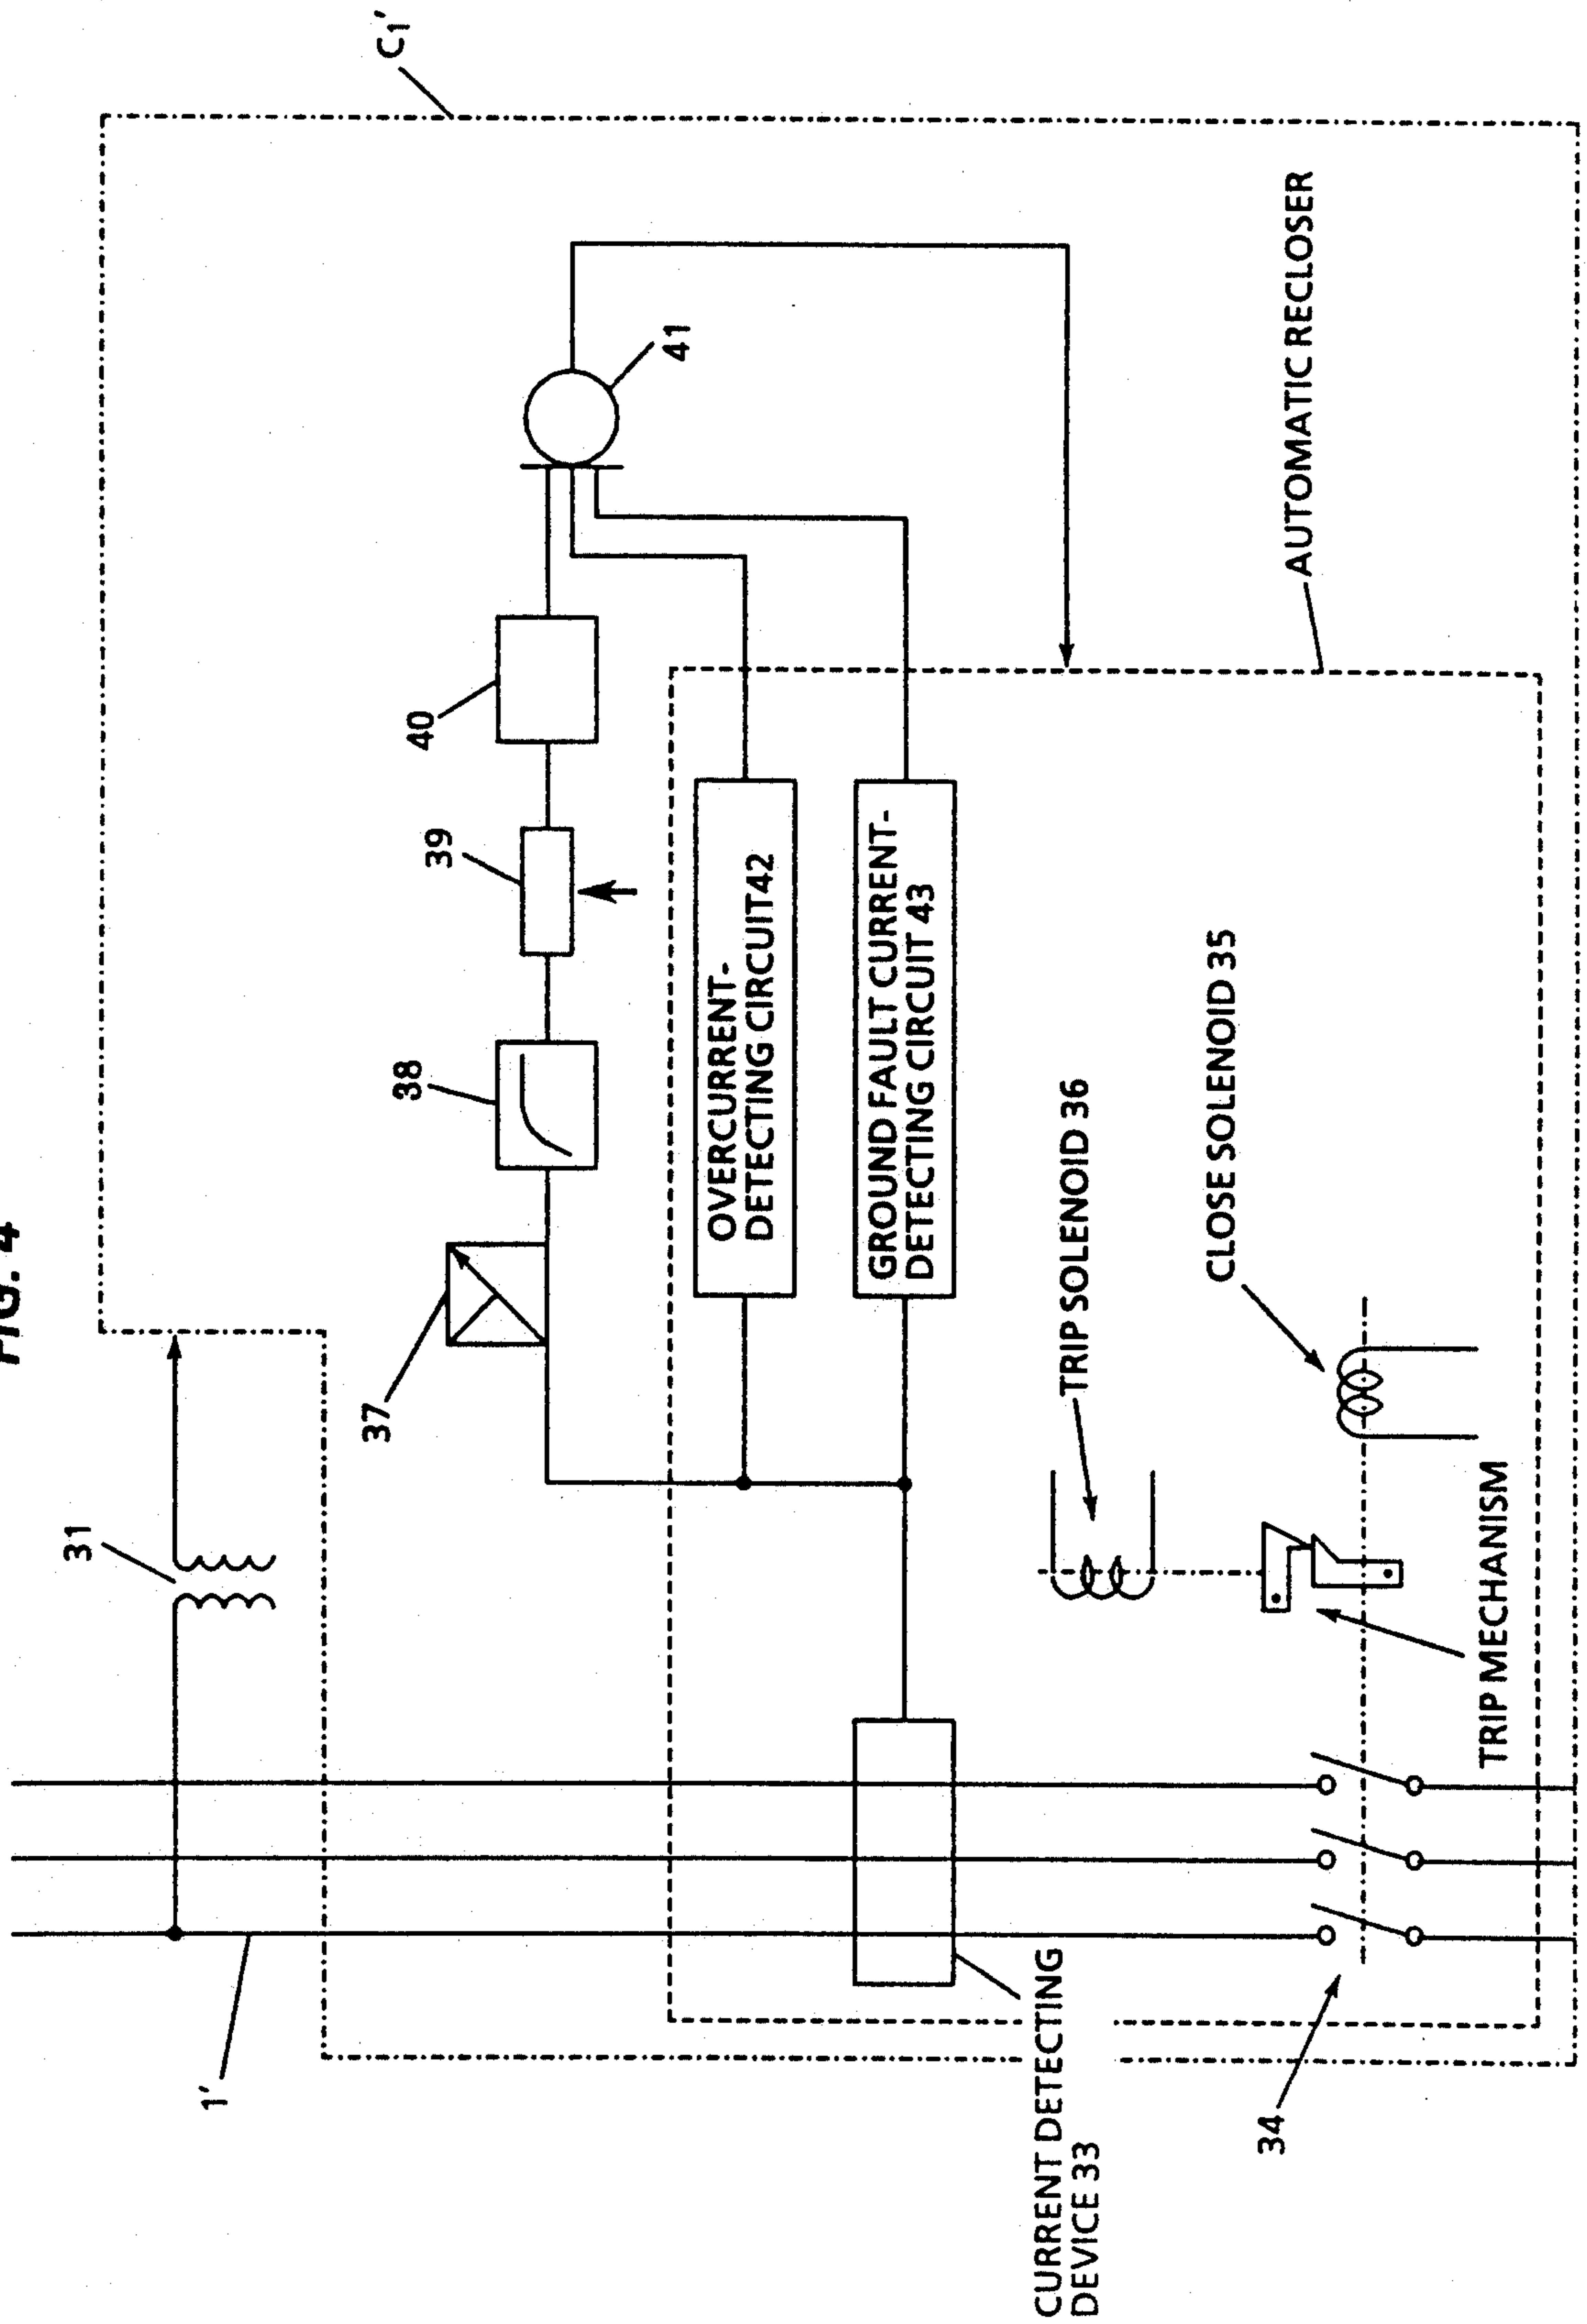 FIG. 4
C1'
31
1'
37
38
39
40
41
OVERCURRENT-
DETECTING CIRCUIT42
GROUND FAULT CURRENT-
DETECTING CIRCUIT 43
CURRENT DETECTING
DEVICE 33
TRIP SOLENOID 36
CLOSE SOLENOID 35
AUTOMATIC RECLOSER
34
TRIP MECHANISM